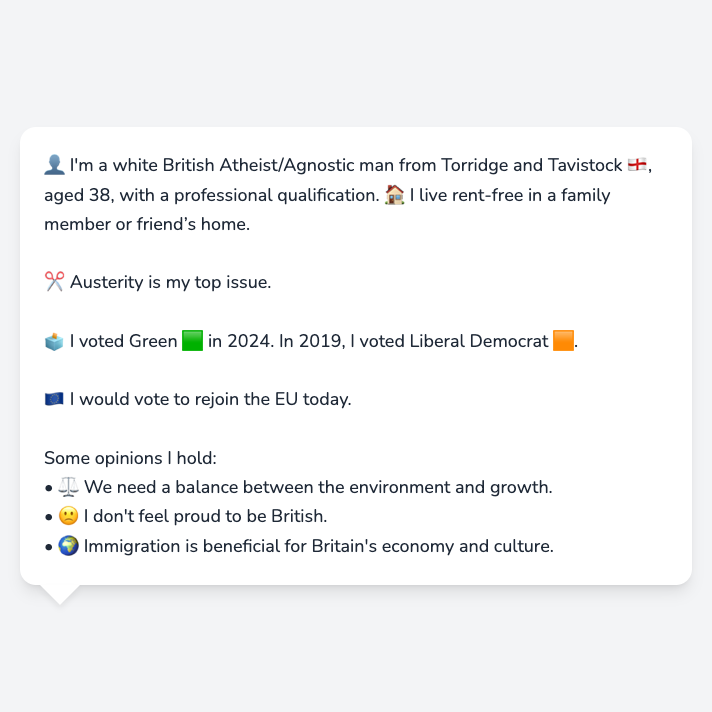 👤 I'm a white British Atheist/Agnostic man from Torridge and Tavistock 🏴󠁧󠁢󠁥󠁮󠁧󠁿,
aged 38, with a professional qualification. 🏠 I live rent-free in a family
member or friend’s home.
✂️ Austerity is my top issue.
🗳️ I voted Green 🟩 in 2024. In 2019, I voted Liberal Democrat 🟧.
🇪🇺 I would vote to rejoin the EU today.
Some opinions I hold:
• ⚖️ We need a balance between the environment and growth.
• 🙁 I don't feel proud to be British.
• 🌍 Immigration is beneficial for Britain's economy and culture.